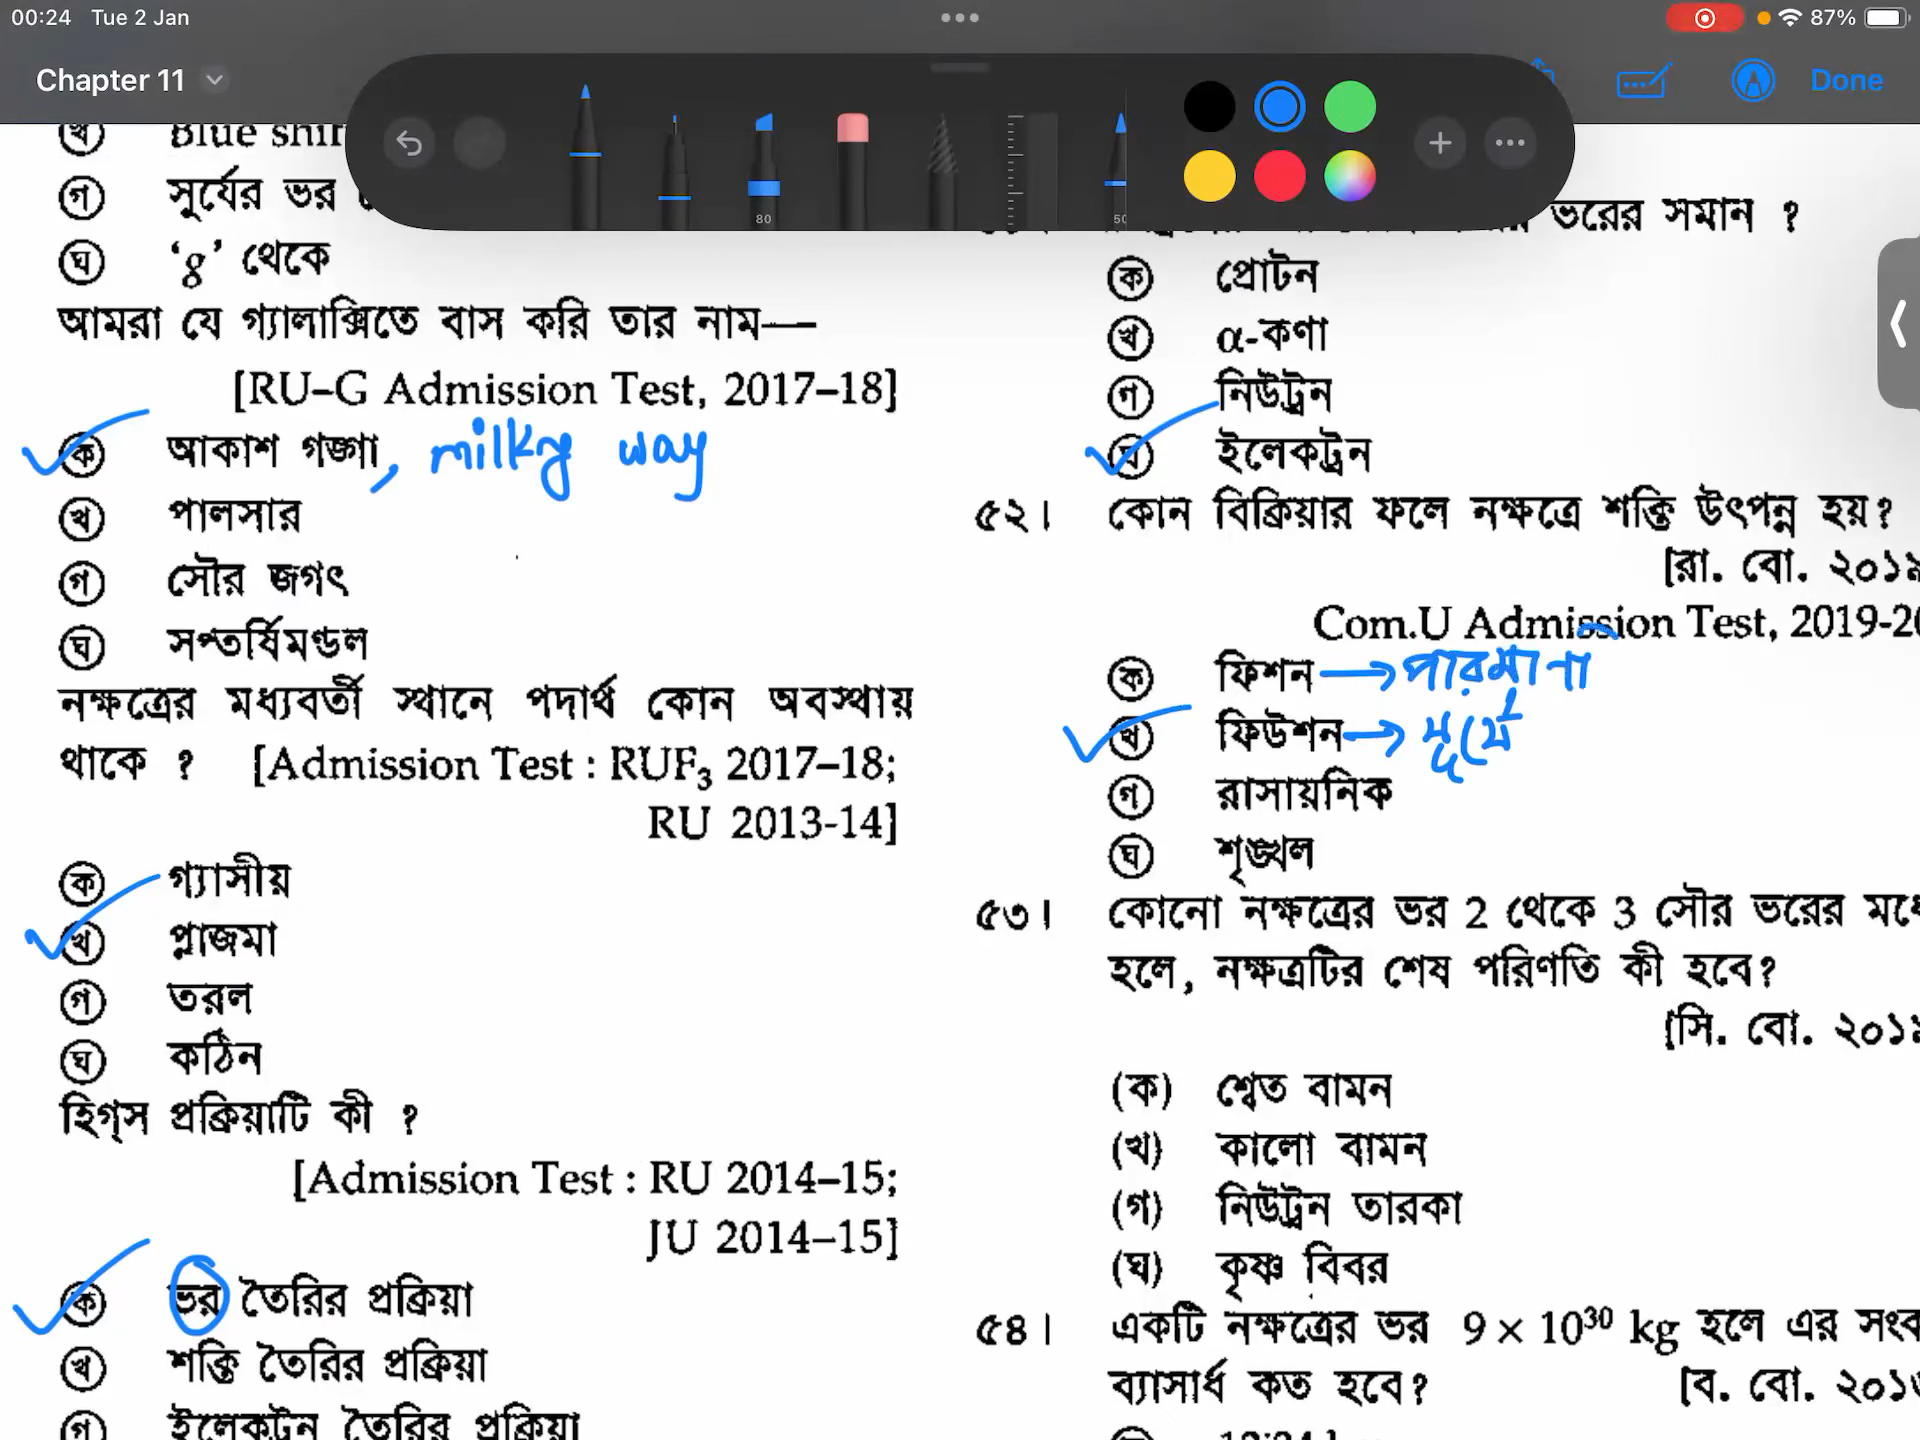 00:24 Tue 2 Jan
87%
Chapter 11
Done
80
50
খ Blue shi
গ সূর্যের ভর
ঘ 'g' থেকে
আমরা যে গ্যালাক্সিতে বাস করি তার নাম—
[RU–G Admission Test, 2017–18]
ক আকাশ গঙ্গা, milky way
খ পালসার
গ সৌর জগৎ
ঘ সপ্তর্ষিমণ্ডল
নক্ষত্রের মধ্যবর্তী স্থানে পদার্থ কোন অবস্থায়
থাকে ? [Admission Test : RUF3 2017–18;
RU 2013-14]
ক গ্যাসীয়
খ প্লাজমা
গ তরল
ঘ কঠিন
হিগ্স প্রক্রিয়াটি কী ?
[Admission Test : RU 2014–15;
JU 2014–15]
ক ভর তৈরির প্রক্রিয়া
খ শক্তি তৈরির প্রক্রিয়া
গ ইলেকট্রন তৈরির প্রক্রিয়া
ভরের সমান ?
ক প্রোটন
খ α-কণা
গ নিউট্রন
ঘ ইলেকট্রন
৫২। কোন বিক্রিয়ার ফলে নক্ষত্রে শক্তি উৎপন্ন হয়?
[রা. বো. ২০১৯
Com.U Admission Test, 2019-20
ক ফিশন →
খ ফিউশন → সূর্যে
গ রাসায়নিক
ঘ শৃঙ্খল
৫৩। কোনো নক্ষত্রের ভর 2 থেকে 3 সৌর ভরের মধ্যে
হলে, নক্ষত্রটির শেষ পরিণতি কী হবে?
[সি. বো. ২০১৯
(ক) শ্বেত বামন
(খ) কালো বামন
(গ) নিউট্রন তারকা
(ঘ) কৃষ্ণ বিবর
৫৪। একটি নক্ষত্রের ভর 9 × 10³⁰ kg হলে এর
ব্যাসার্ধ কত হবে? [ব. বো.